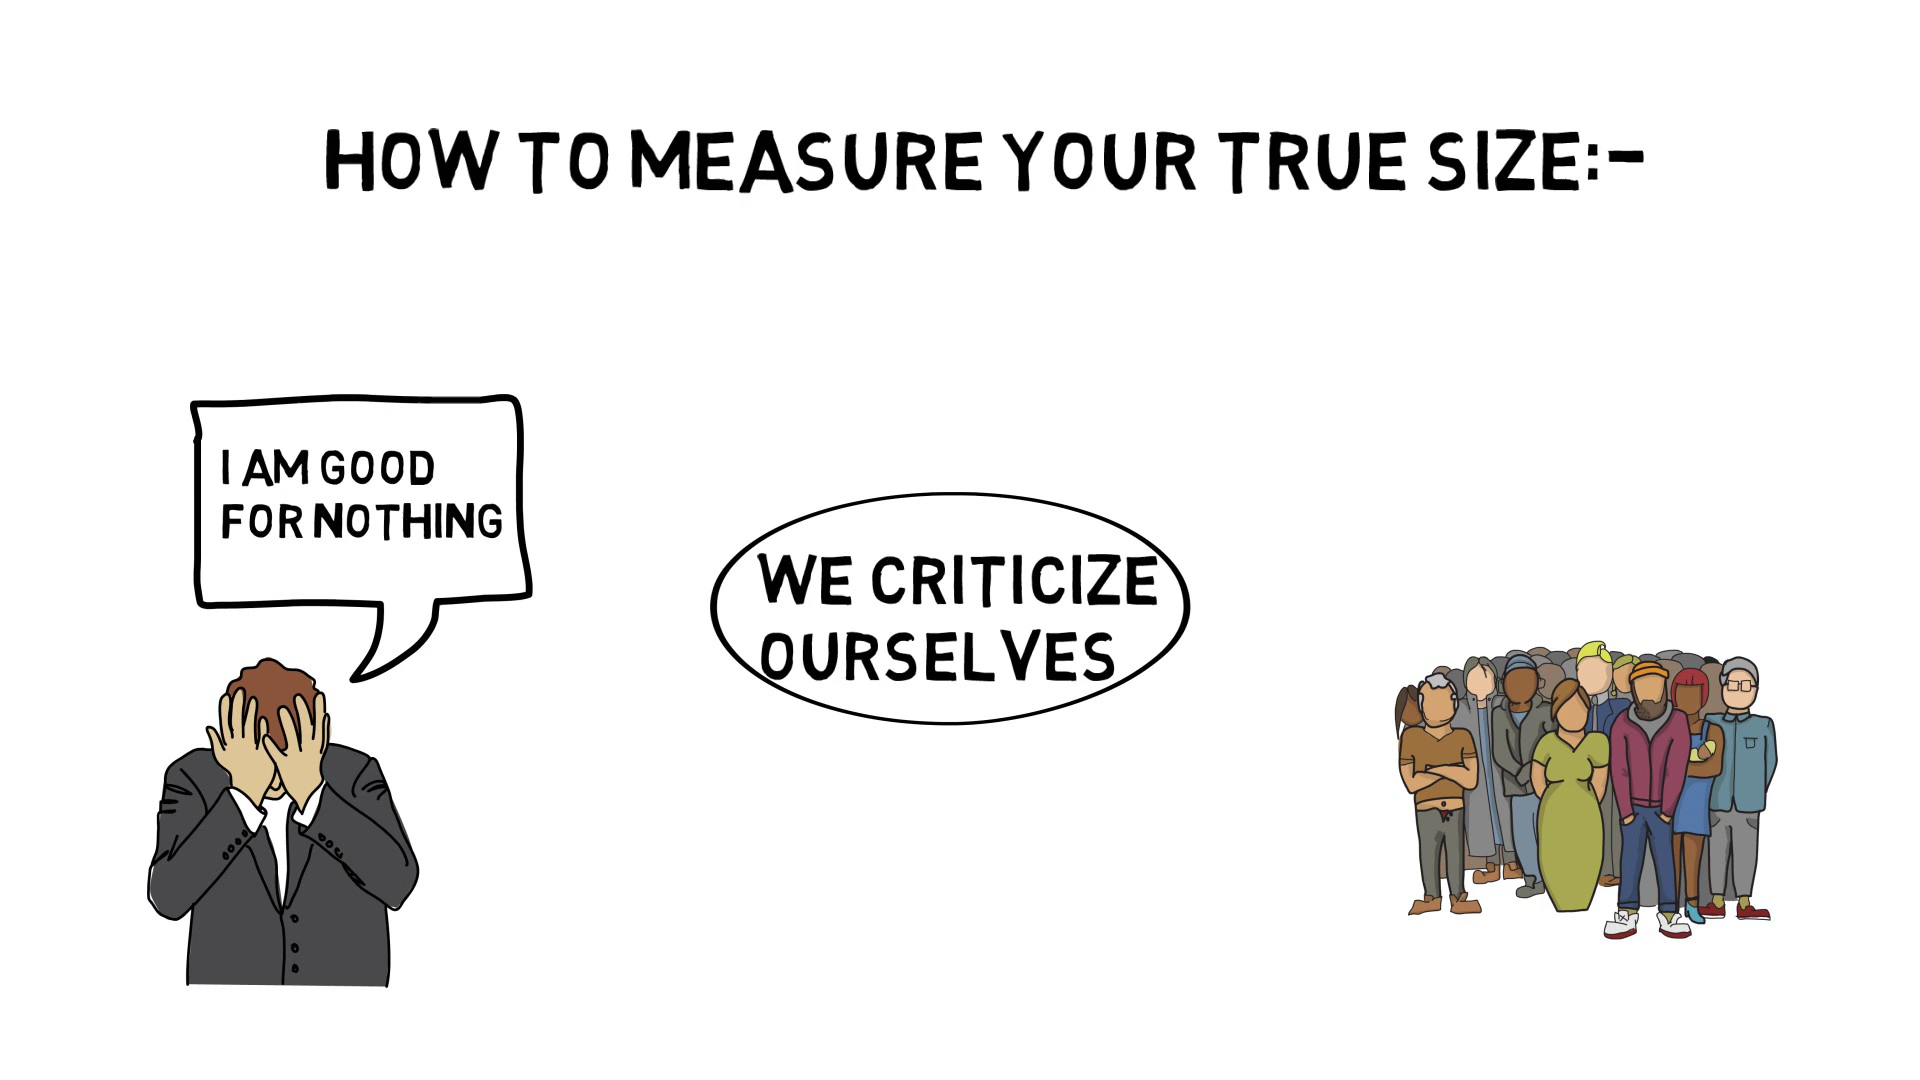 HOW TO MEASURE YOUR TRUE SIZE:-
I AM GOOD
FOR NOTHING
WE CRITICIZE
OURSELVES